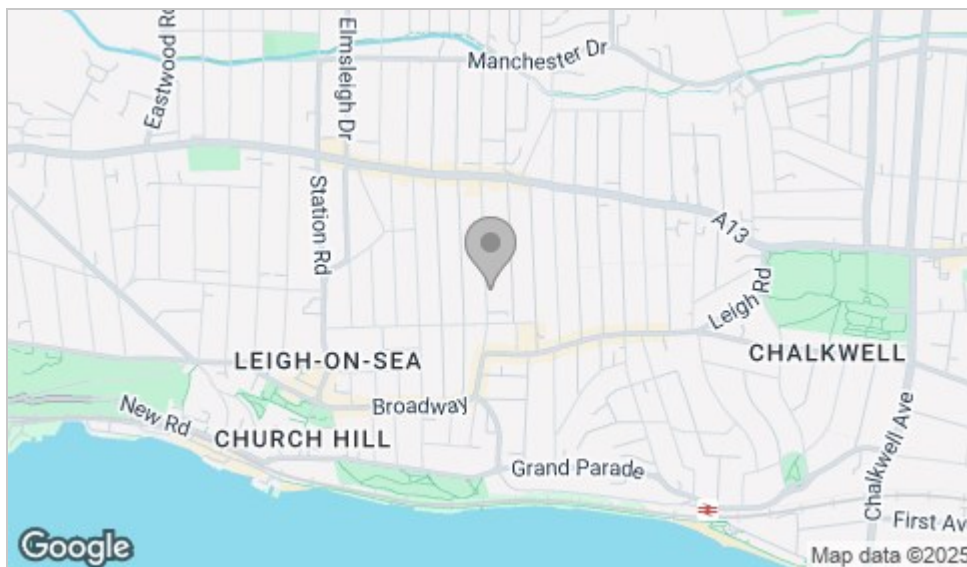 Eastwood Ro
Elmsleigh Dr
Manchester Dr
Station Rd
A13
Leigh Rd
LEIGH-ON-SEA
CHALKWELL
Broadway
New Rd
CHURCH HILL
Grand Parade
Chalkwell Ave
First Av
Google
Map data ©2025